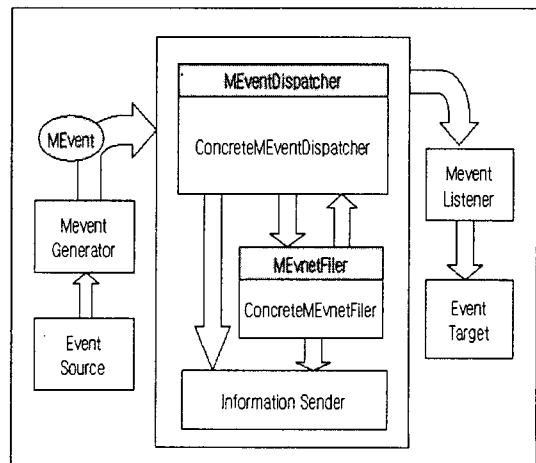 MEventDispatcher
ConcreteMEventDispatcher
MEvent
Mevent
Generator
Event
Source
MEvnetFiler
ConcreteMEvnetFiler
Information Sender
Mevent
Listener
Event
Target